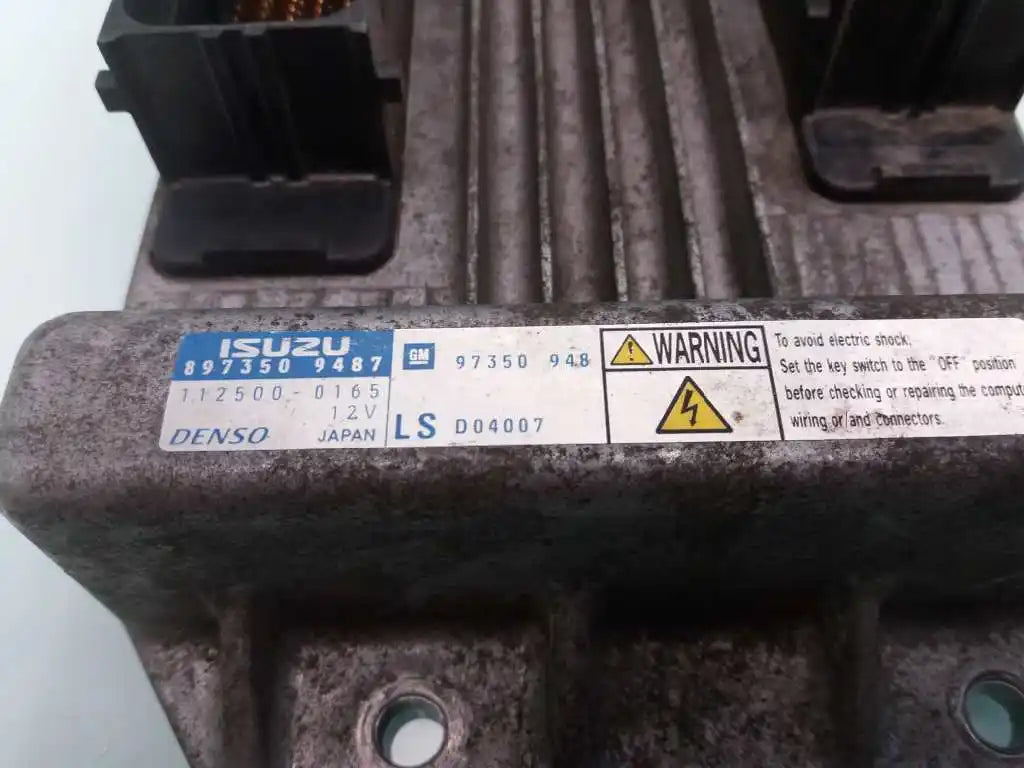 ISUZU
897350 9487
112500-0165
12V
DENSO JAPAN
GM 97350 948
LS D04007
WARNING
To avoid electric shock,
Set the key switch to the "OFF" position
before checking or repairing the
wiring or/and connectors.